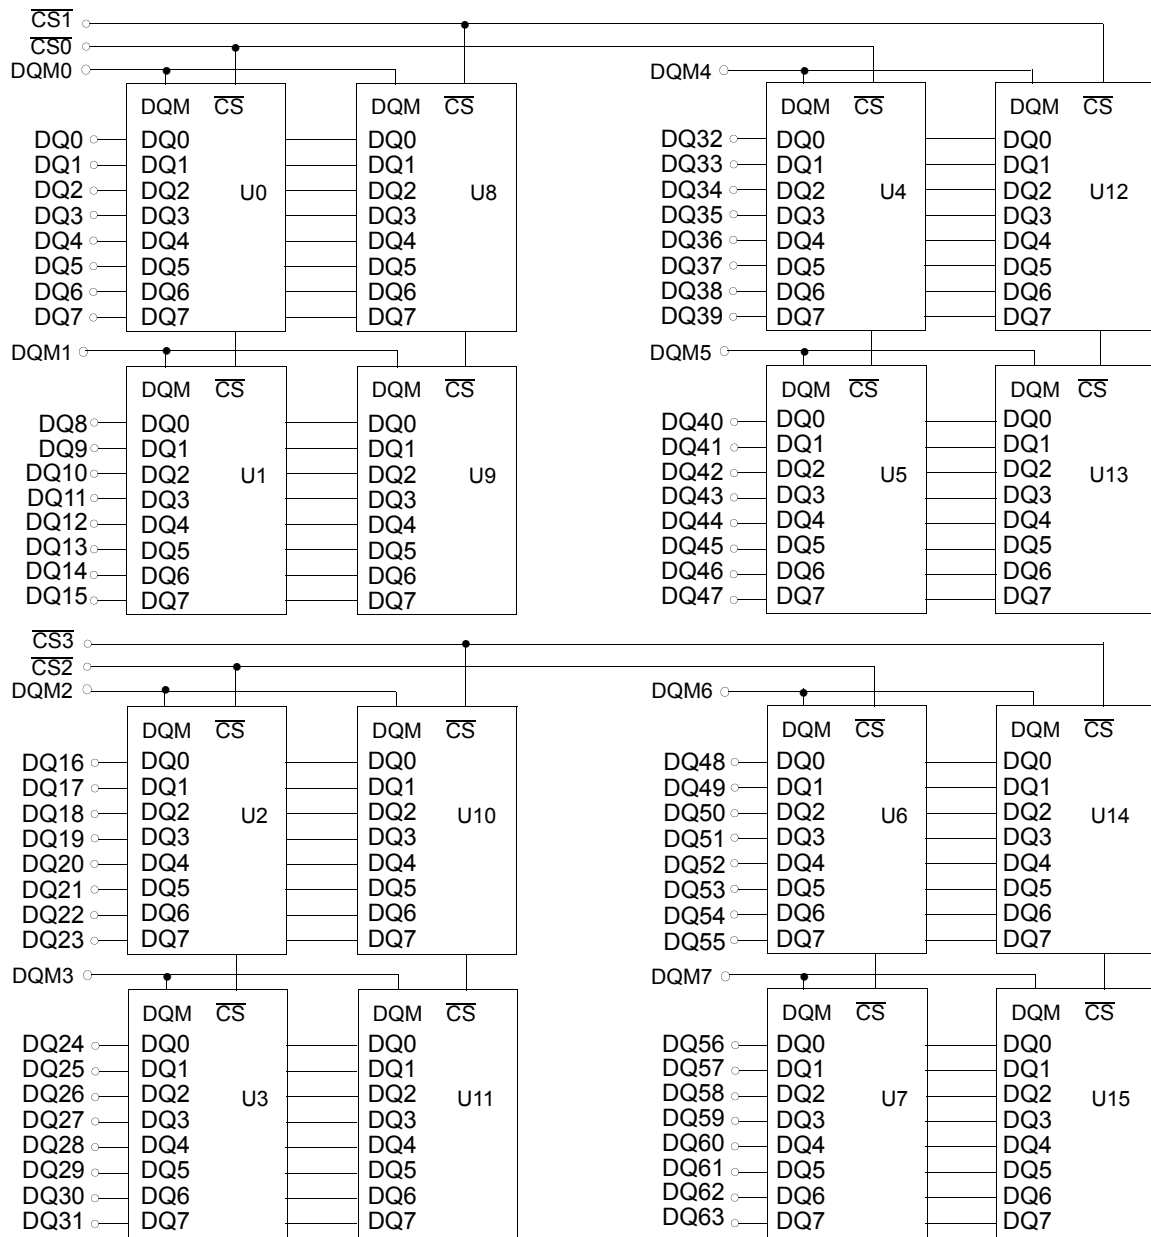 CS1
CS0
DQM0 DQM4
DQM CS DQM CS DQM CS DQM CS
DQ0 DQ0 DQ0 DQ32 DQ0 DQ0
DQ1 DQ1 DQ1 DQ33 DQ1 DQ1
DQ2 DQ2 U0 DQ2 U8 DQ34 DQ2 U4 DQ2 U12
DQ3 DQ3 DQ3 DQ35 DQ3 DQ3
DQ4 DQ4 DQ4 DQ36 DQ4 DQ4
DQ5 DQ5 DQ5 DQ37 DQ5 DQ5
DQ6 DQ6 DQ6 DQ38 DQ6 DQ6
DQ7 DQ7 DQ7 DQ39 DQ7 DQ7
DQM1 DQM5
DQM CS DQM CS DQM CS DQM CS
DQ8 DQ0 DQ0 DQ40 DQ0 DQ0
DQ9 DQ1 DQ1 DQ41 DQ1 DQ1
DQ10 DQ2 U1 DQ2 U9 DQ42 DQ2 U5 DQ2 U13
DQ11 DQ3 DQ3 DQ43 DQ3 DQ3
DQ12 DQ4 DQ4 DQ44 DQ4 DQ4
DQ13 DQ5 DQ5 DQ45 DQ5 DQ5
DQ14 DQ6 DQ6 DQ46 DQ6 DQ6
DQ15 DQ7 DQ7 DQ47 DQ7 DQ7
CS3
CS2
DQM2 DQM6
DQM CS DQM CS DQM CS DQM CS
DQ16 DQ0 DQ0 DQ48 DQ0 DQ0
DQ17 DQ1 DQ1 DQ49 DQ1 DQ1
DQ18 DQ2 U2 DQ2 U10 DQ50 DQ2 U6 DQ2 U14
DQ19 DQ3 DQ3 DQ51 DQ3 DQ3
DQ20 DQ4 DQ4 DQ52 DQ4 DQ4
DQ21 DQ5 DQ5 DQ53 DQ5 DQ5
DQ22 DQ6 DQ6 DQ54 DQ6 DQ6
DQ23 DQ7 DQ7 DQ55 DQ7 DQ7
DQM3 DQM7
DQM CS DQM CS DQM CS DQM CS
DQ24 DQ0 DQ0 DQ56 DQ0 DQ0
DQ25 DQ1 DQ1 DQ57 DQ1 DQ1
DQ26 DQ2 U3 DQ2 U11 DQ58 DQ2 U7 DQ2 U15
DQ27 DQ3 DQ3 DQ59 DQ3 DQ3
DQ28 DQ4 DQ4 DQ60 DQ4 DQ4
DQ29 DQ5 DQ5 DQ61 DQ5 DQ5
DQ30 DQ6 DQ6 DQ62 DQ6 DQ6
DQ31 DQ7 DQ7 DQ63 DQ7 DQ7